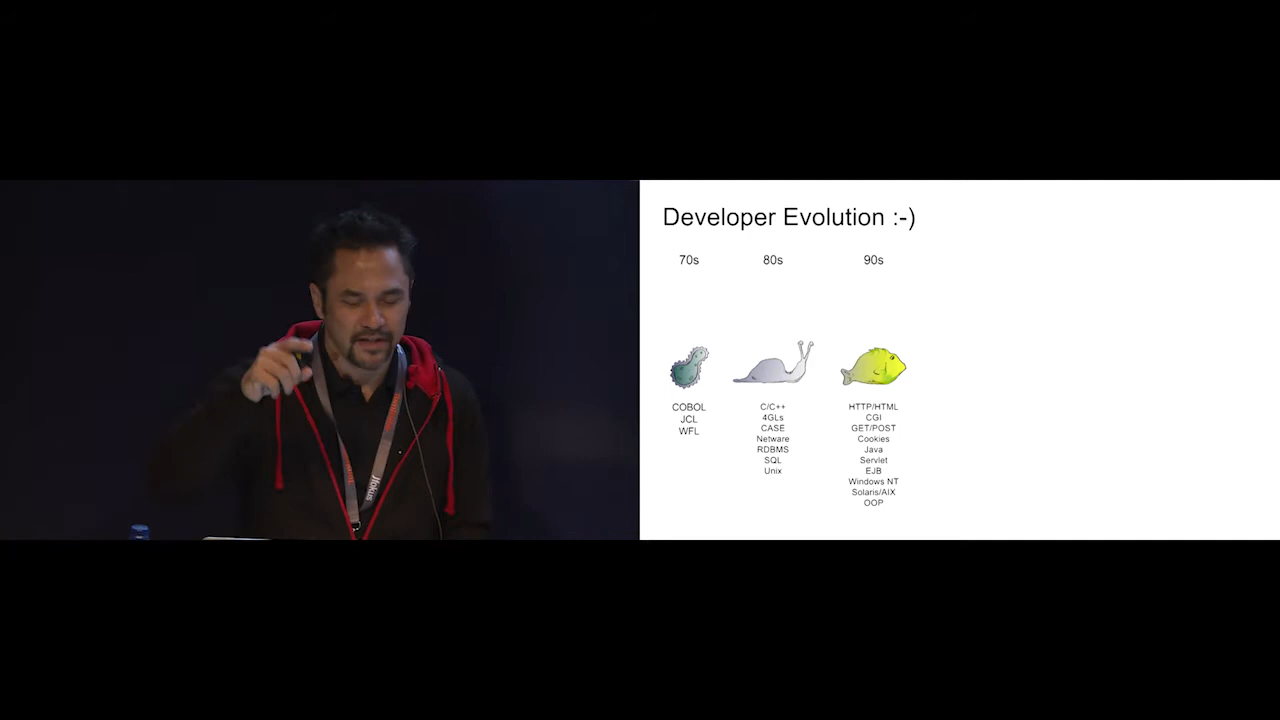 Developer Evolution :-)
70s
80s
90s
COBOL
JCL
WFL
C/C++
4GLs
CASE
Netware
RDBMS
SQL
Unix
HTTP/HTML
CGI
GET/POST
Cookies
Java
Servlet
EJB
Windows NT
Solaris/AIX
OOP
jfokus